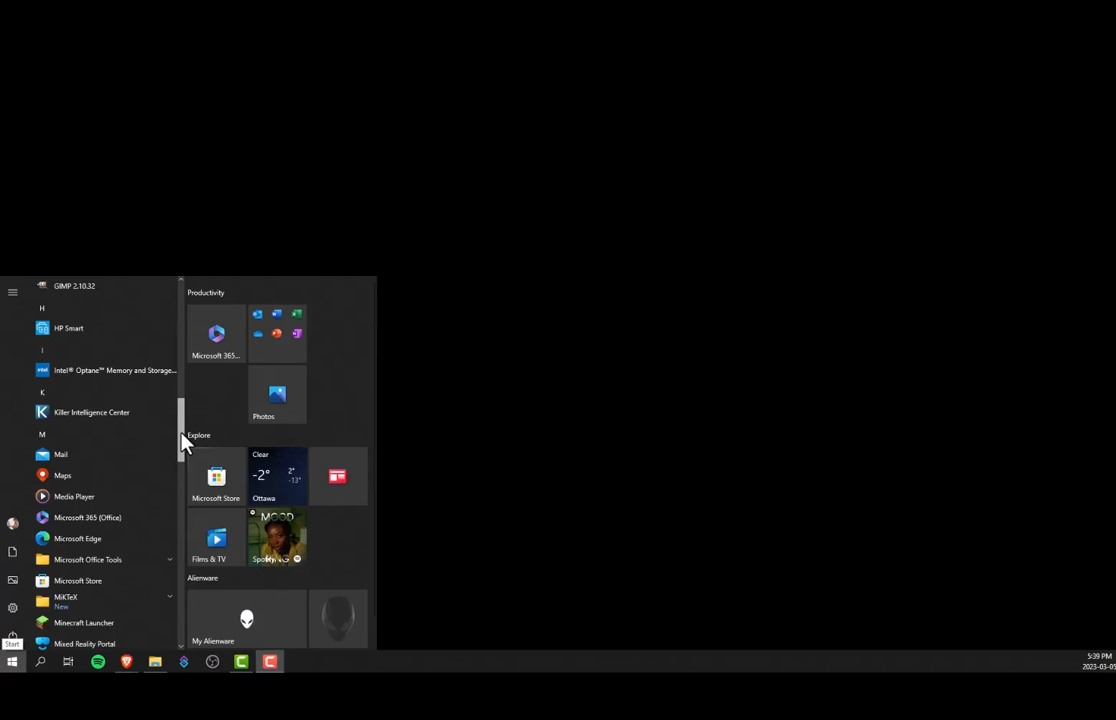 GIMP 2.10.32
H
HP Smart
I
Intel® Optane™ Memory and Storage...
K
Killer Intelligence Center
M
Mail
Maps
Media Player
Microsoft 365 (Office)
Microsoft Edge
Microsoft Office Tools
Microsoft Store
MiKTeX
New
Minecraft Launcher
Mixed Reality Portal
Start
Productivity
Microsoft 365...
Photos
Explore
Microsoft Store
Clear
-2°
2°
-13°
Ottawa
Films & TV
MOOD
Alienware
My Alienware
5:39 PM
2023-03-05